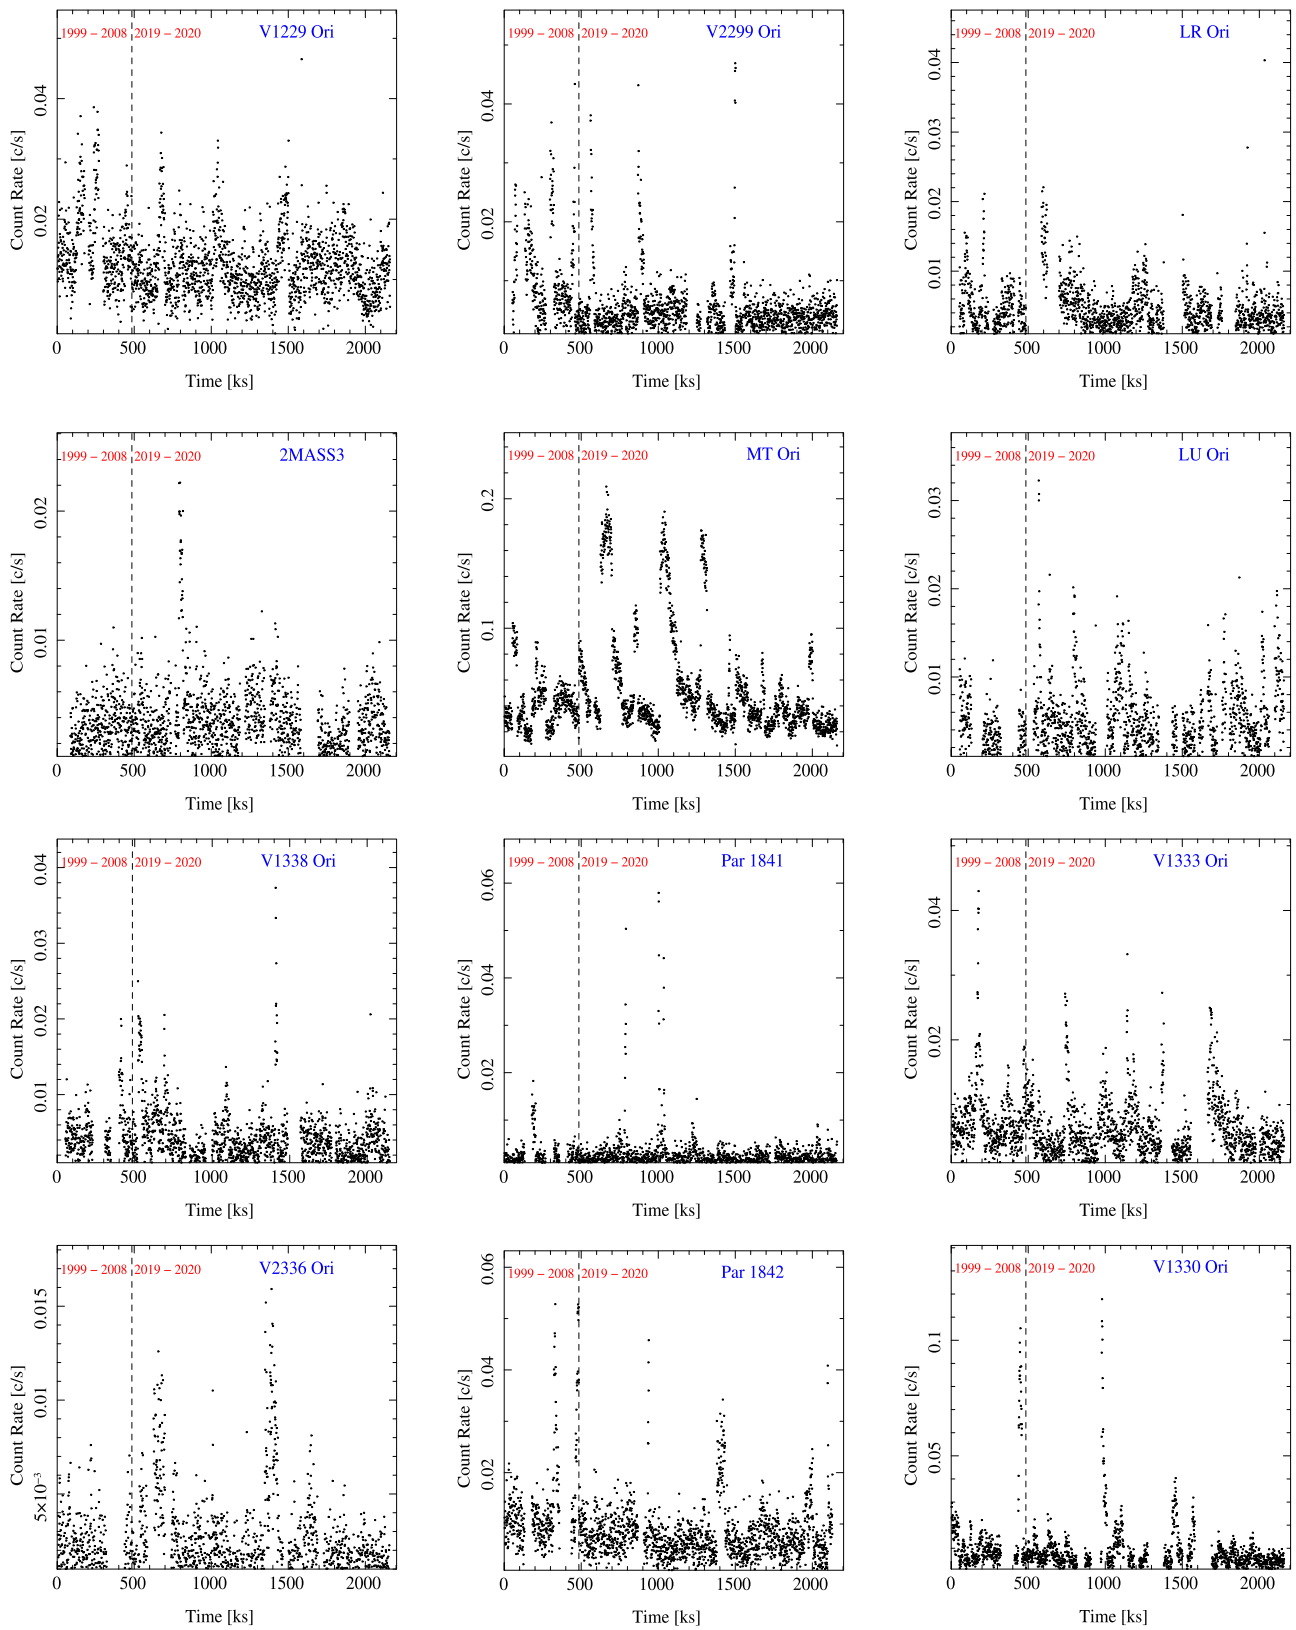 1999 – 2008 2019 – 2020 V1229 Ori
0.04
0.02
Count Rate [c/s]
0 500 1000 1500 2000
Time [ks]
1999 – 2008 2019 – 2020 V2299 Ori
0.04
0.02
Count Rate [c/s]
0 500 1000 1500 2000
Time [ks]
1999 – 2008 2019 – 2020 LR Ori
0.04
0.03
0.02
0.01
Count Rate [c/s]
0 500 1000 1500 2000
Time [ks]
1999 – 2008 2019 – 2020 2MASS3
0.02
0.01
Count Rate [c/s]
0 500 1000 1500 2000
Time [ks]
1999 – 2008 2019 – 2020 MT Ori
0.2
0.1
Count Rate [c/s]
0 500 1000 1500 2000
Time [ks]
1999 – 2008 2019 – 2020 LU Ori
0.03
0.02
0.01
Count Rate [c/s]
0 500 1000 1500 2000
Time [ks]
1999 – 2008 2019 – 2020 V1338 Ori
0.04
0.03
0.02
0.01
Count Rate [c/s]
0 500 1000 1500 2000
Time [ks]
1999 – 2008 2019 – 2020 Par 1841
0.06
0.04
0.02
Count Rate [c/s]
0 500 1000 1500 2000
Time [ks]
1999 – 2008 2019 – 2020 V1333 Ori
0.04
0.02
Count Rate [c/s]
0 500 1000 1500 2000
Time [ks]
1999 – 2008 2019 – 2020 V2336 Ori
0.015
0.01
5×10⁻³
Count Rate [c/s]
0 500 1000 1500 2000
Time [ks]
1999 – 2008 2019 – 2020 Par 1842
0.06
0.04
0.02
Count Rate [c/s]
0 500 1000 1500 2000
Time [ks]
1999 – 2008 2019 – 2020 V1330 Ori
0.1
0.05
Count Rate [c/s]
0 500 1000 1500 2000
Time [ks]